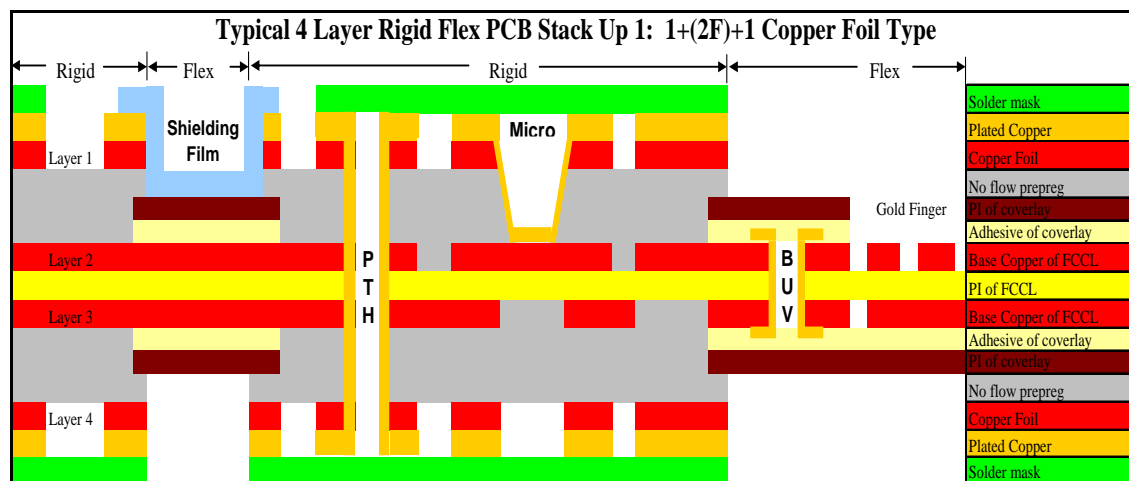 Typical 4 Layer Rigid Flex PCB Stack Up 1: 1+(2F)+1 Copper Foil Type
Rigid Flex Rigid Flex
Shielding
Film
Micro
Layer 1
Gold Finger
Layer 2
Layer 3
Layer 4
P
T
H
B
U
V
Solder mask
Plated Copper
Copper Foil
No flow prepreg
PI of coverlay
Adhesive of coverlay
Base Copper of FCCL
PI of FCCL
Base Copper of FCCL
Adhesive of coverlay
PI of coverlay
No flow prepreg
Copper Foil
Plated Copper
Solder mask